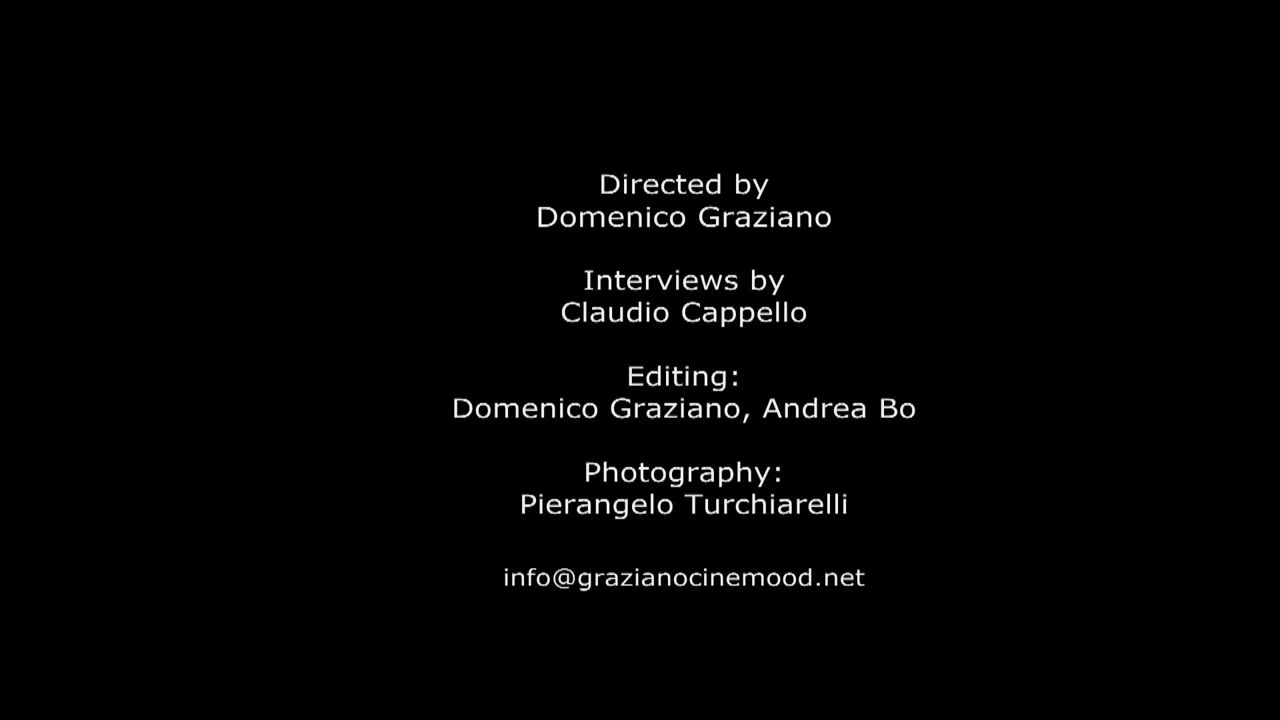 Directed by
Domenico Graziano
Interviews by
Claudio Cappello
Editing:
Domenico Graziano, Andrea Bo
Photography:
Pierangelo Turchiarelli
info@grazianocinemood.net